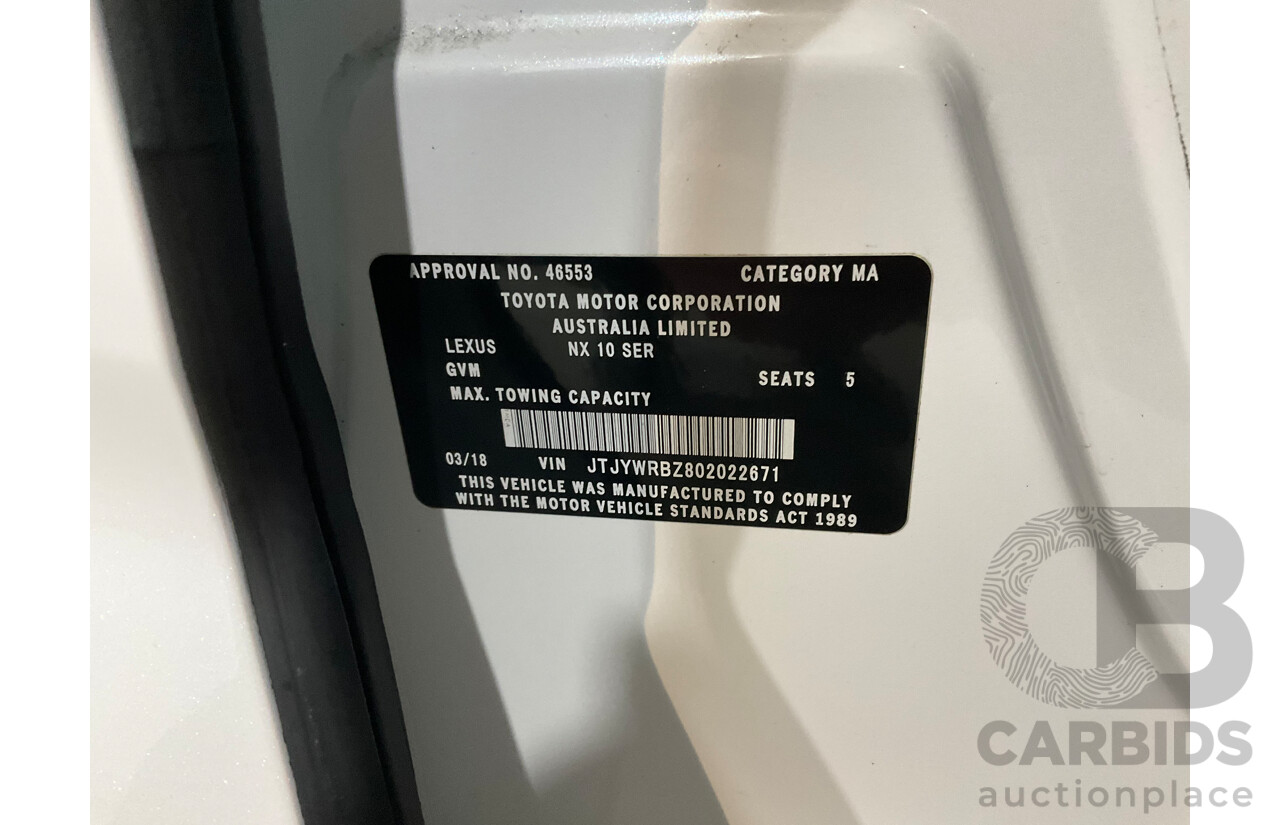 APPROVAL NO. 46553 CATEGORY MA
TOYOTA MOTOR CORPORATION
AUSTRALIA LIMITED
LEXUS NX 10 SER
GVM
SEATS 5
MAX. TOWING CAPACITY
03/18 VIN JTJYWRBZ802022671
THIS VEHICLE WAS MANUFACTURED TO COMPLY
WITH THE MOTOR VEHICLE STANDARDS ACT 1989
CB
CARBIDS
auctionplace